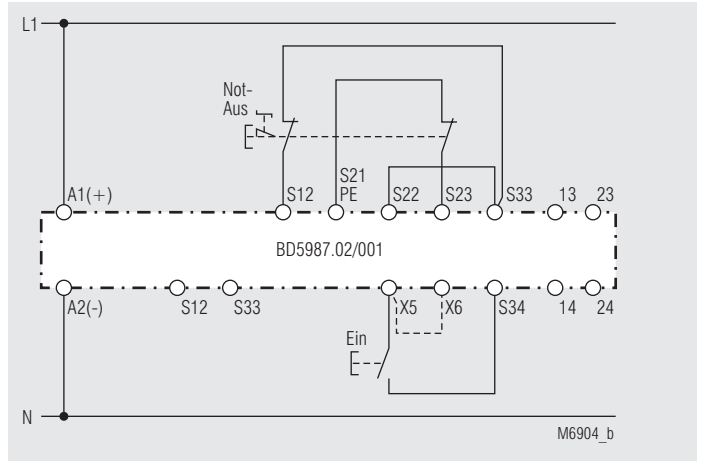 L1
Not-
Aus
S21
A1(+) S12 PE S22 S23 S33 13 23
BD5987.02/001
A2(-) S12 S33 X5 X6 S34 14 24
Ein
N
M6904_b